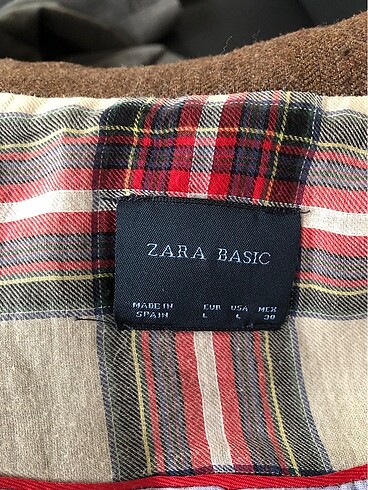 ZARA BASIC
MADE IN EUR USA MEX
SPAIN L L 30